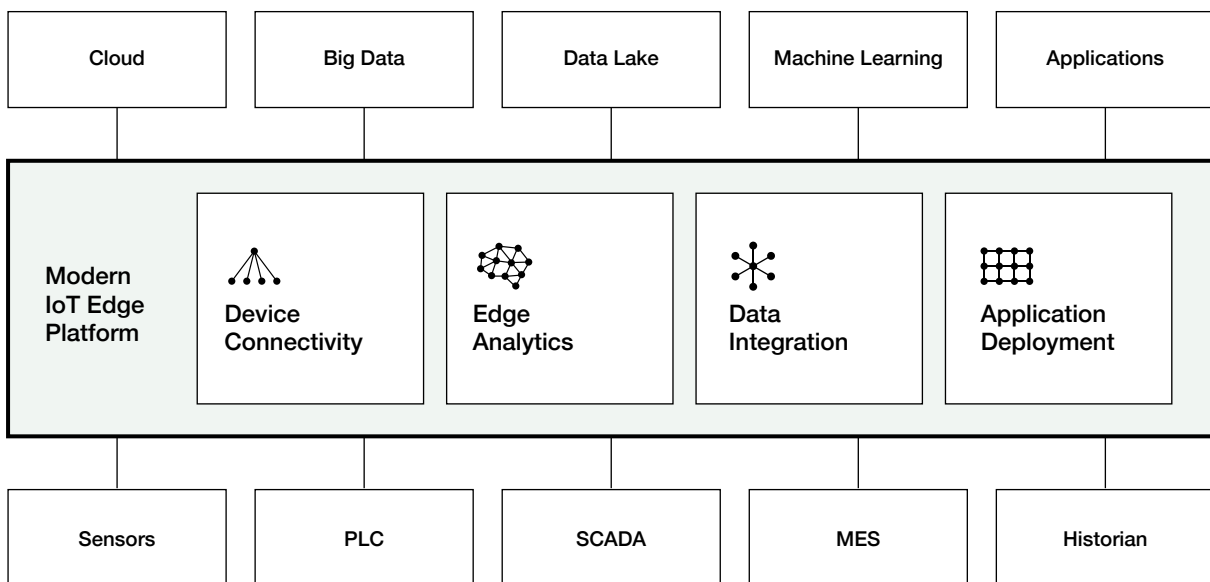 Cloud
Big Data
Data Lake
Machine Learning
Applications
Modern
IoT Edge
Platform
Device
Connectivity
Edge
Analytics
Data
Integration
Application
Deployment
Sensors
PLC
SCADA
MES
Historian